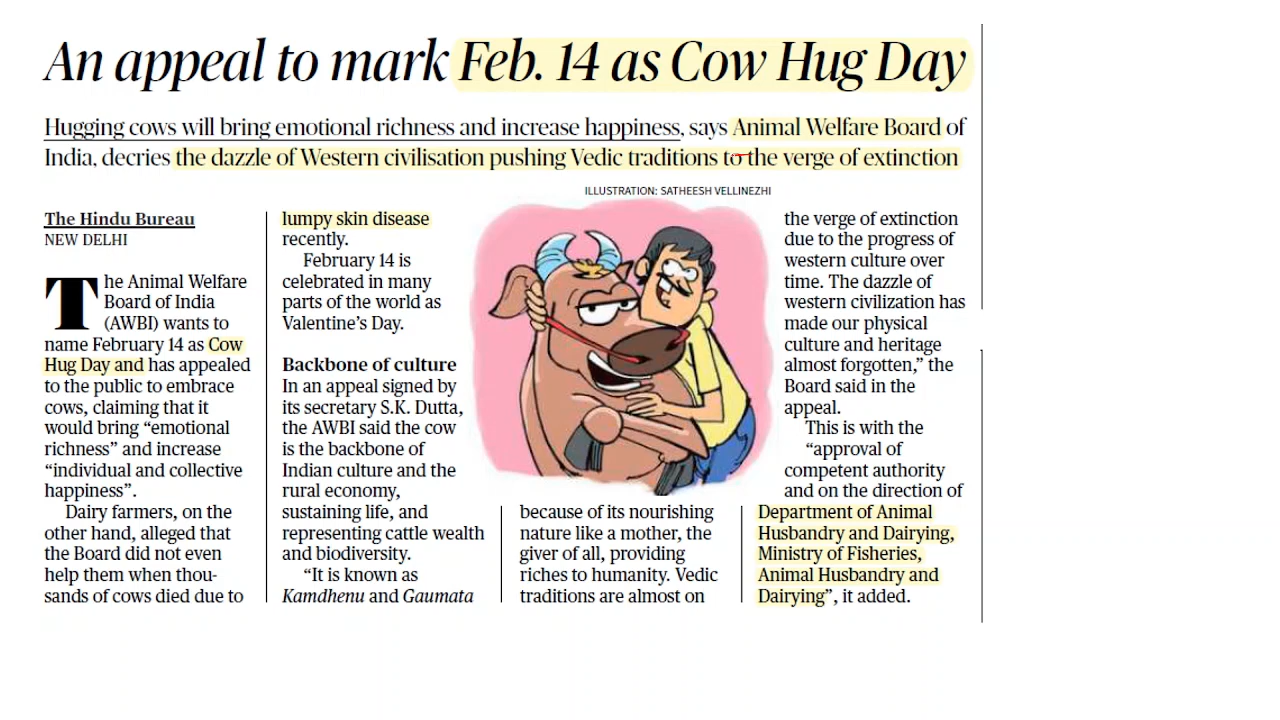 An appeal to mark Feb. 14 as Cow Hug Day
Hugging cows will bring emotional richness and increase happiness, says Animal Welfare Board of
India, decries the dazzle of Western civilisation pushing Vedic traditions to the verge of extinction
ILLUSTRATION: SATHEESH VELLINEZHI
The Hindu Bureau
NEW DELHI
The Animal Welfare
Board of India
(AWBI) wants to
name February 14 as Cow
Hug Day and has appealed
to the public to embrace
cows, claiming that it
would bring “emotional
richness” and increase
“individual and collective
happiness”.
Dairy farmers, on the
other hand, alleged that
the Board did not even
help them when thou-
sands of cows died due to
lumpy skin disease
recently.
February 14 is
celebrated in many
parts of the world as
Valentine’s Day.
Backbone of culture
In an appeal signed by
its secretary S.K. Dutta,
the AWBI said the cow
is the backbone of
Indian culture and the
rural economy,
sustaining life, and
representing cattle wealth
and biodiversity.
“It is known as
Kamdhenu and Gaumata
because of its nourishing
nature like a mother, the
giver of all, providing
riches to humanity. Vedic
traditions are almost on
the verge of extinction
due to the progress of
western culture over
time. The dazzle of
western civilization has
made our physical
culture and heritage
almost forgotten,” the
Board said in the
appeal.
This is with the
“approval of
competent authority
and on the direction of
Department of Animal
Husbandry and Dairying,
Ministry of Fisheries,
Animal Husbandry and
Dairying”, it added.